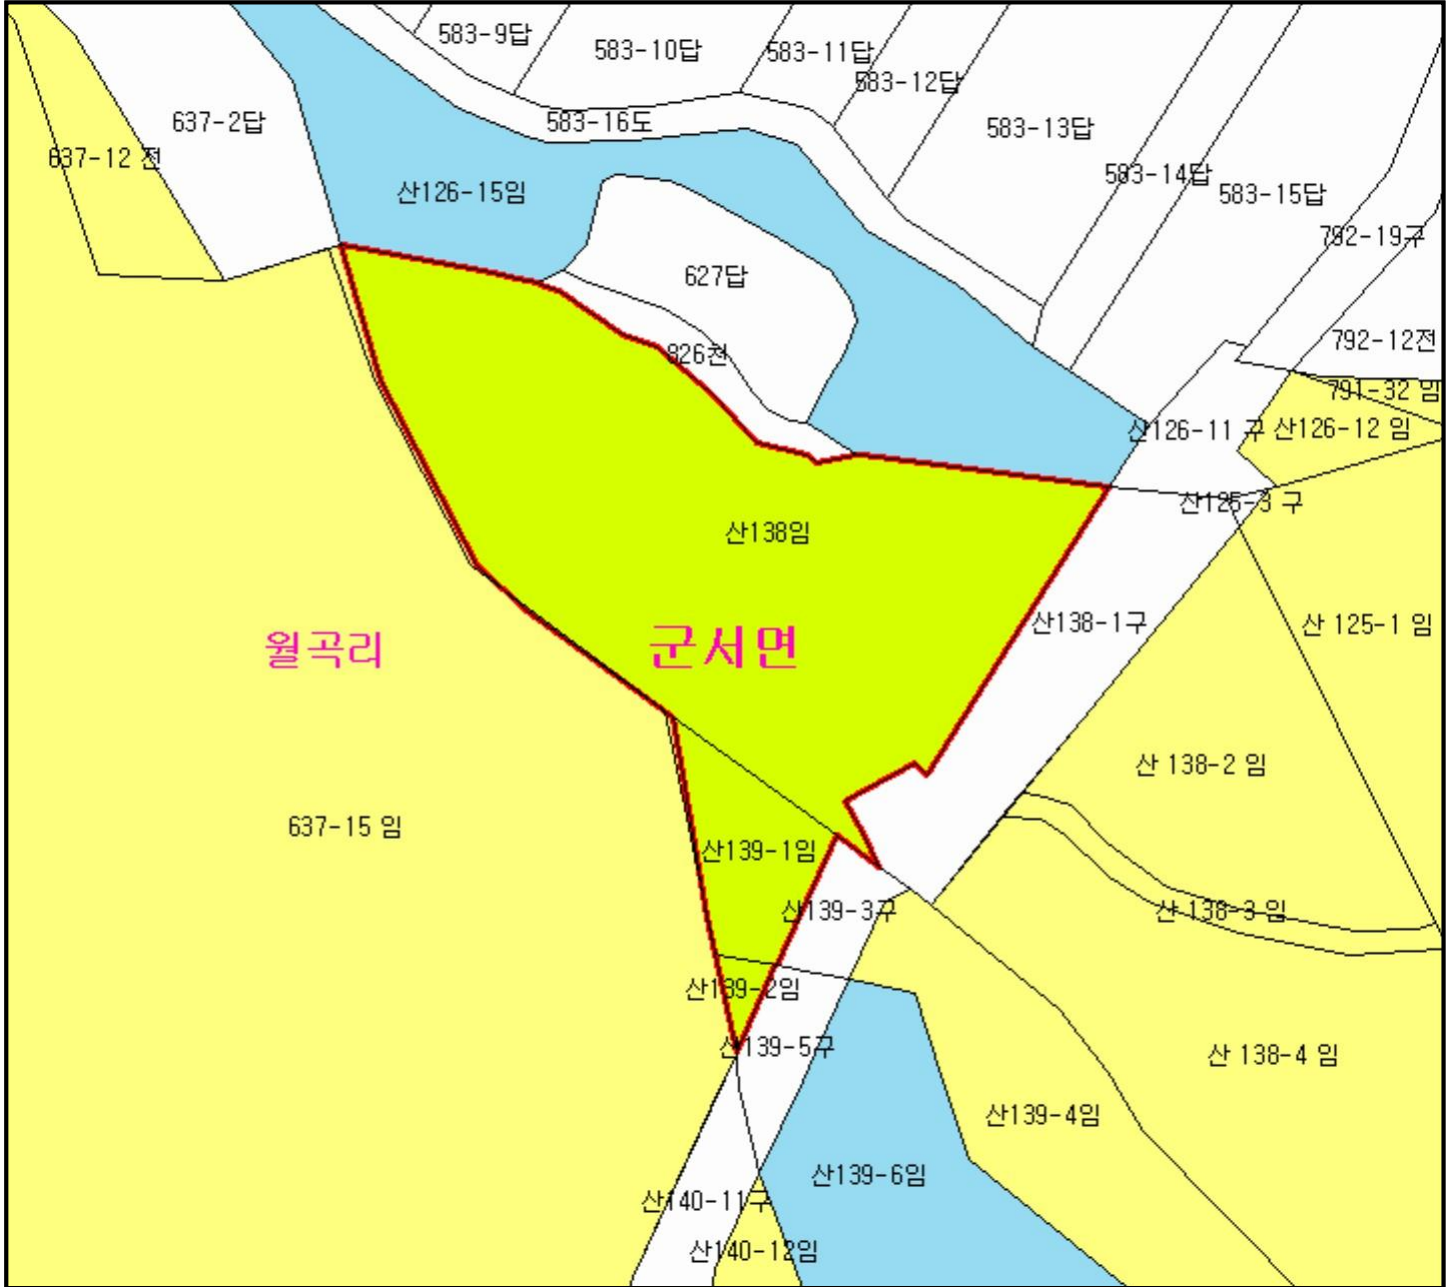 583-9답
583-10답
583-11답
583-12답
637-2답
583-16도
583-13답
637-12 전
583-14답
산126-15임
583-15답
792-19구
627답
792-12전
826천
791-32 임
산126-11 구
산126-12 임
산125-3 구
산138임
산138-1구
산 125-1 임
월곡리
군서면
산 138-2 임
637-15 임
산139-1임
산139-3구
산 138-3 임
산139-2임
산139-5구
산 138-4 임
산139-4임
산139-6임
산140-11구
산140-12임